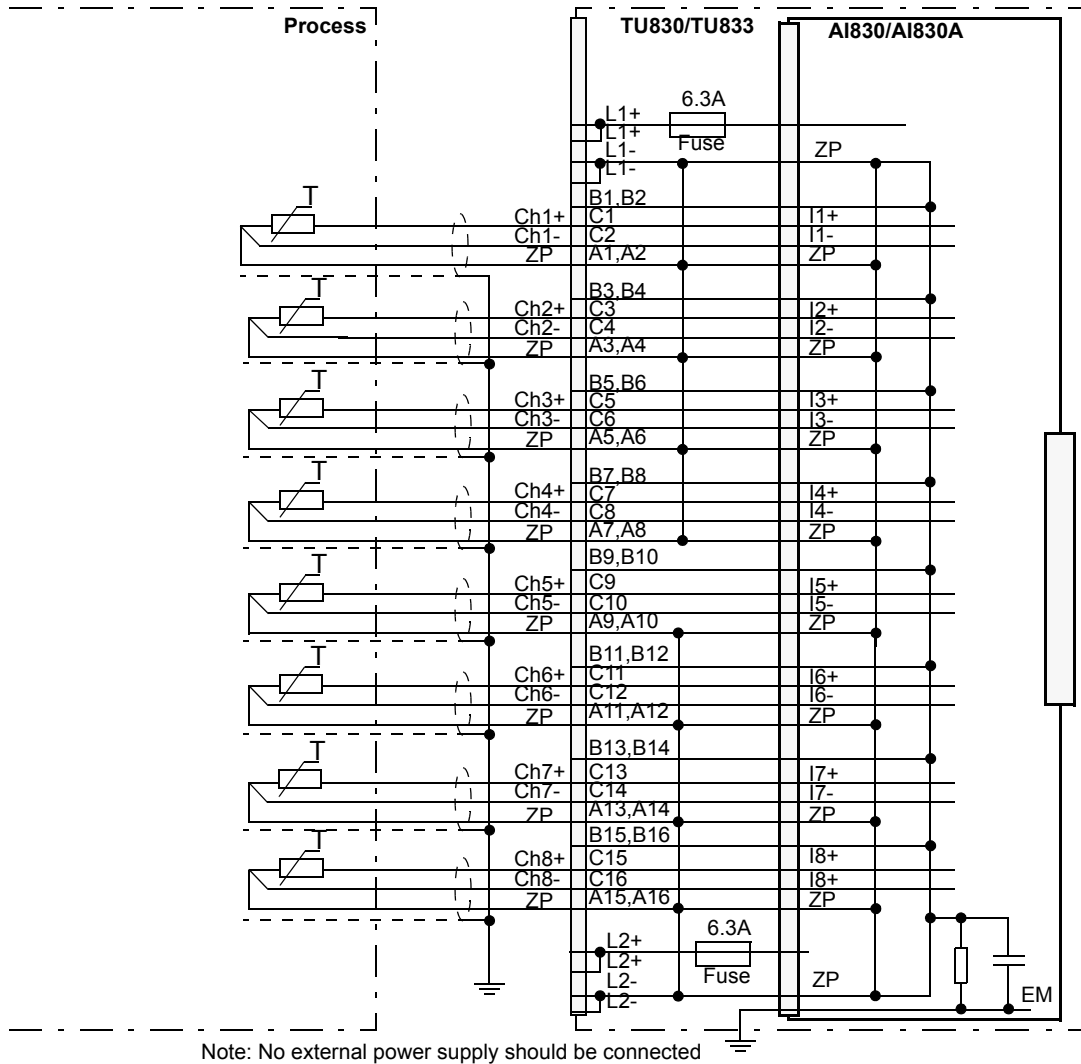 Process
TU830/TU833
AI830/AI830A
6.3A
L1+
L1+
Fuse
L1-
L1-
ZP
B1,B2
T
Ch1+
C1
I1+
Ch1-
C2
I1-
ZP
A1,A2
ZP
B3,B4
T
Ch2+
C3
I2+
Ch2-
C4
I2-
ZP
A3,A4
ZP
B5,B6
T
Ch3+
C5
I3+
Ch3-
C6
I3-
ZP
A5,A6
ZP
B7,B8
T
Ch4+
C7
I4+
Ch4-
C8
I4-
ZP
A7,A8
ZP
B9,B10
T
Ch5+
C9
I5+
Ch5-
C10
I5-
ZP
A9,A10
ZP
B11,B12
T
Ch6+
C11
I6+
Ch6-
C12
I6-
ZP
A11,A12
ZP
B13,B14
T
Ch7+
C13
I7+
Ch7-
C14
I7-
ZP
A13,A14
ZP
B15,B16
T
Ch8+
C15
I8+
Ch8-
C16
I8+
ZP
A15,A16
ZP
6.3A
L2+
L2+
Fuse
L2-
L2-
ZP
EM
Note: No external power supply should be connected